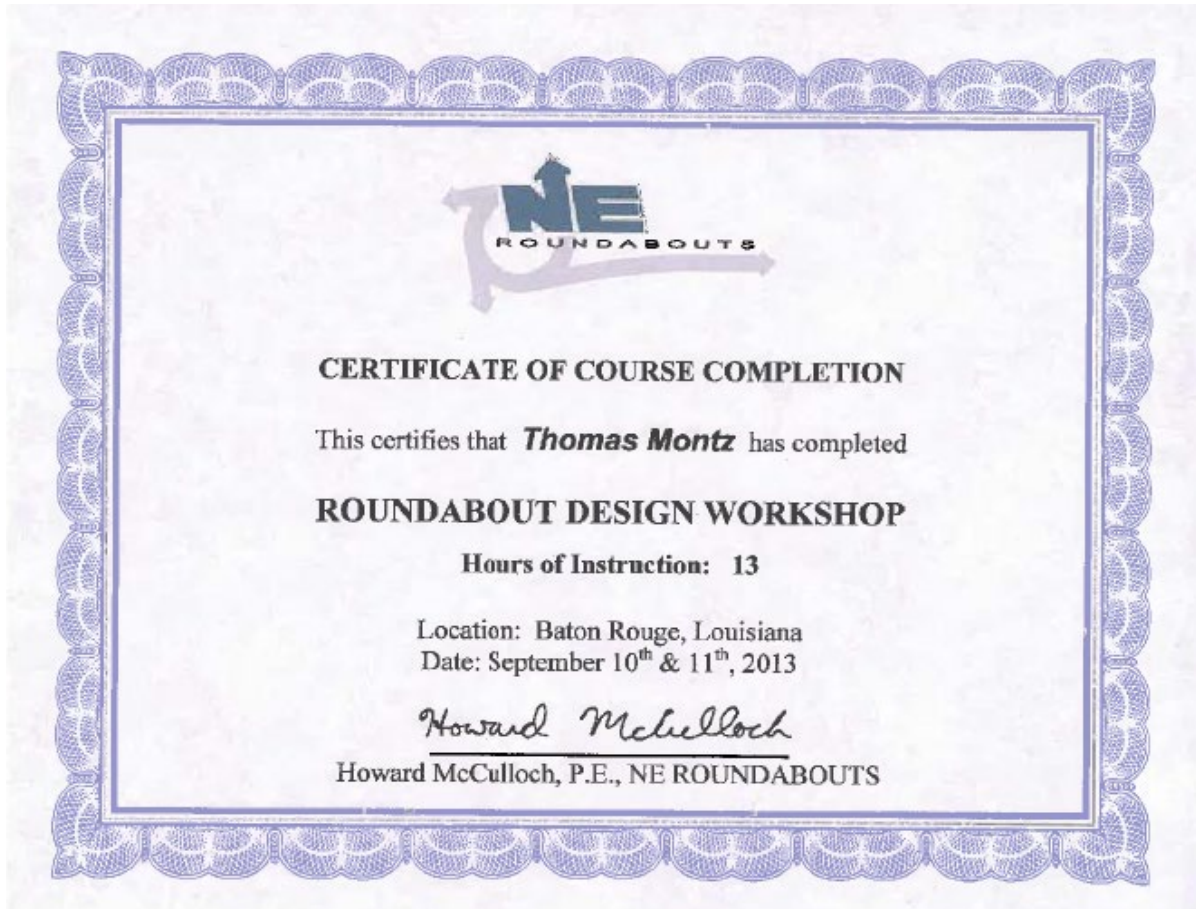 NE
ROUNDABOUTS
CERTIFICATE OF COURSE COMPLETION
This certifies that Thomas Montz has completed
ROUNDABOUT DESIGN WORKSHOP
Hours of Instruction: 13
Location: Baton Rouge, Louisiana
Date: September 10th & 11th, 2013
Howard McCulloch
Howard McCulloch, P.E., NE ROUNDABOUTS